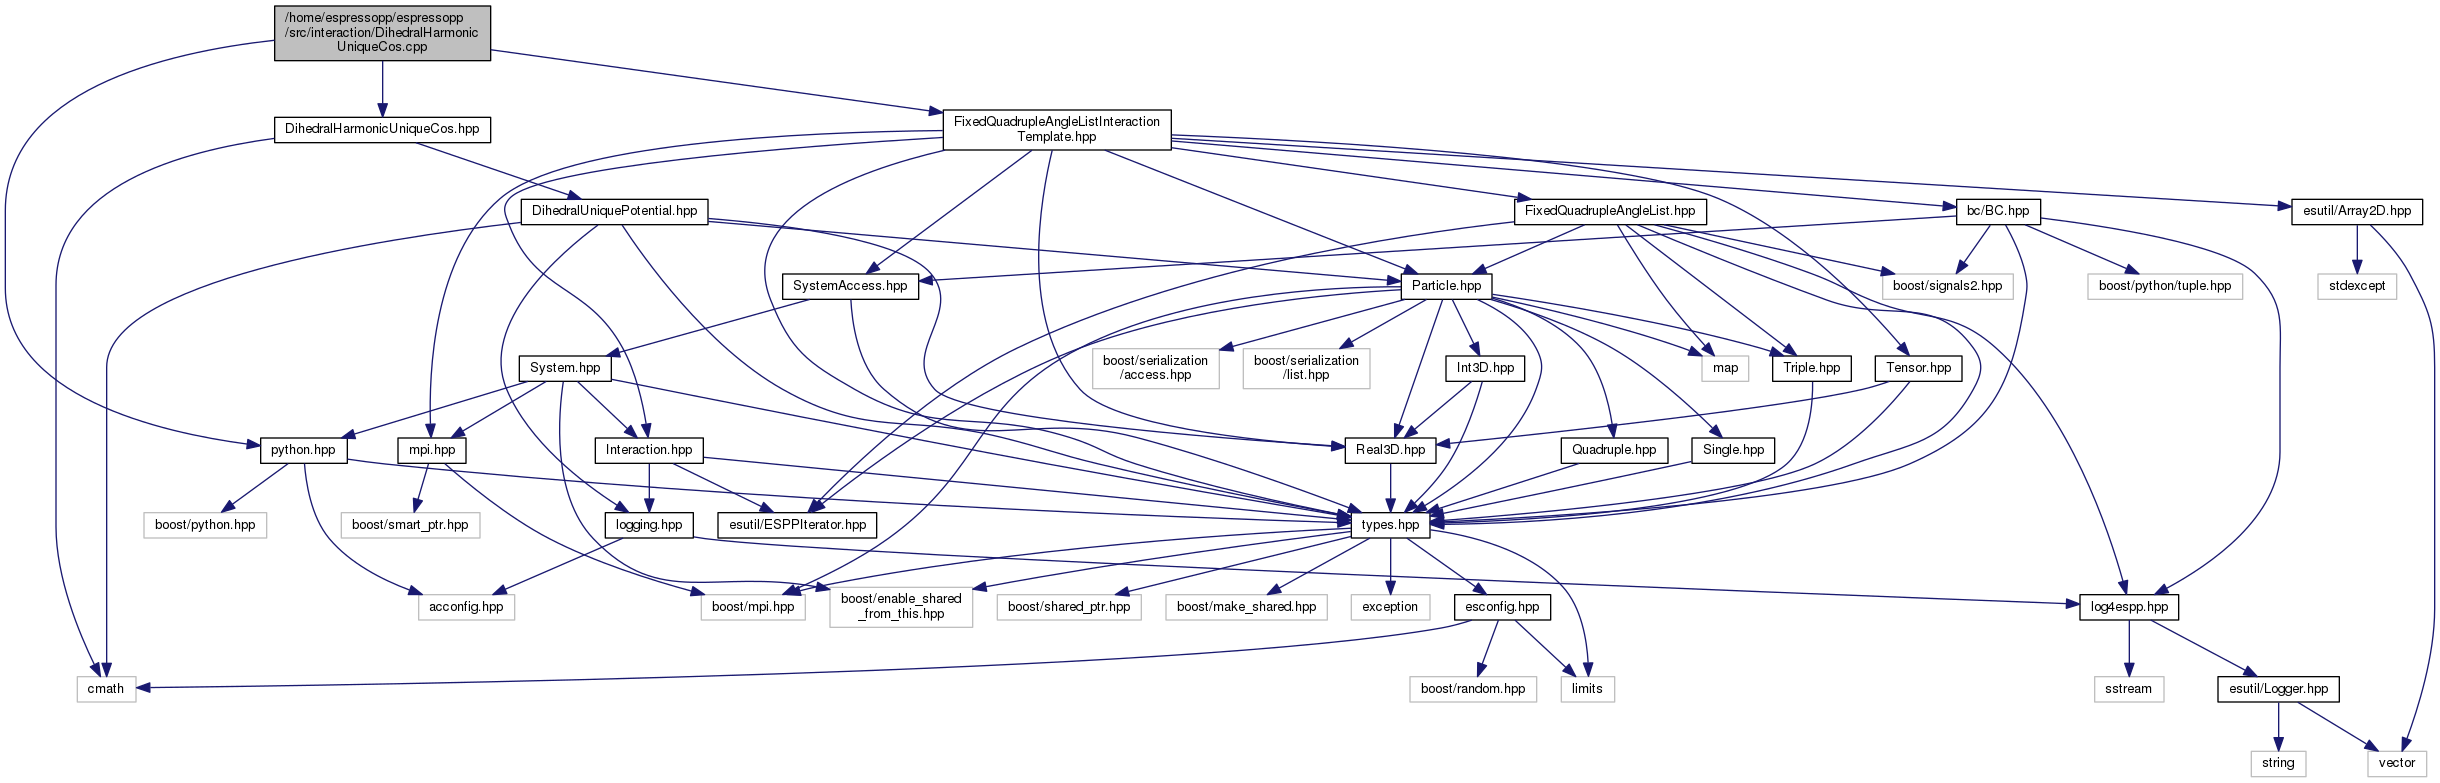 /home/espressopp/espressopp
/src/interaction/DihedralHarmonic
UniqueCos.cpp
DihedralHarmonicUniqueCos.hpp
FixedQuadrupleAngleListInteraction
Template.hpp
DihedralUniquePotential.hpp
FixedQuadrupleAngleList.hpp
bc/BC.hpp
esutil/Array2D.hpp
SystemAccess.hpp
Particle.hpp
boost/signals2.hpp
boost/python/tuple.hpp
stdexcept
System.hpp
boost/serialization
/access.hpp
boost/serialization
/list.hpp
Int3D.hpp
map
Triple.hpp
Tensor.hpp
python.hpp
mpi.hpp
Interaction.hpp
Real3D.hpp
Quadruple.hpp
Single.hpp
boost/python.hpp
boost/smart_ptr.hpp
logging.hpp
esutil/ESPPIterator.hpp
types.hpp
acconfig.hpp
boost/mpi.hpp
boost/enable_shared
_from_this.hpp
boost/shared_ptr.hpp
boost/make_shared.hpp
exception
esconfig.hpp
log4espp.hpp
cmath
boost/random.hpp
limits
sstream
esutil/Logger.hpp
string
vector